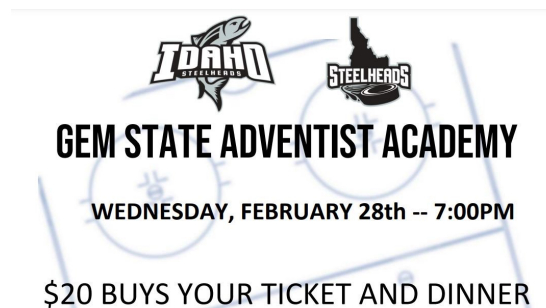 IDAHO
STEELHEADS
STEELHEADS
GEM STATE ADVENTIST ACADEMY
WEDNESDAY, FEBRUARY 28th -- 7:00PM
$20 BUYS YOUR TICKET AND DINNER